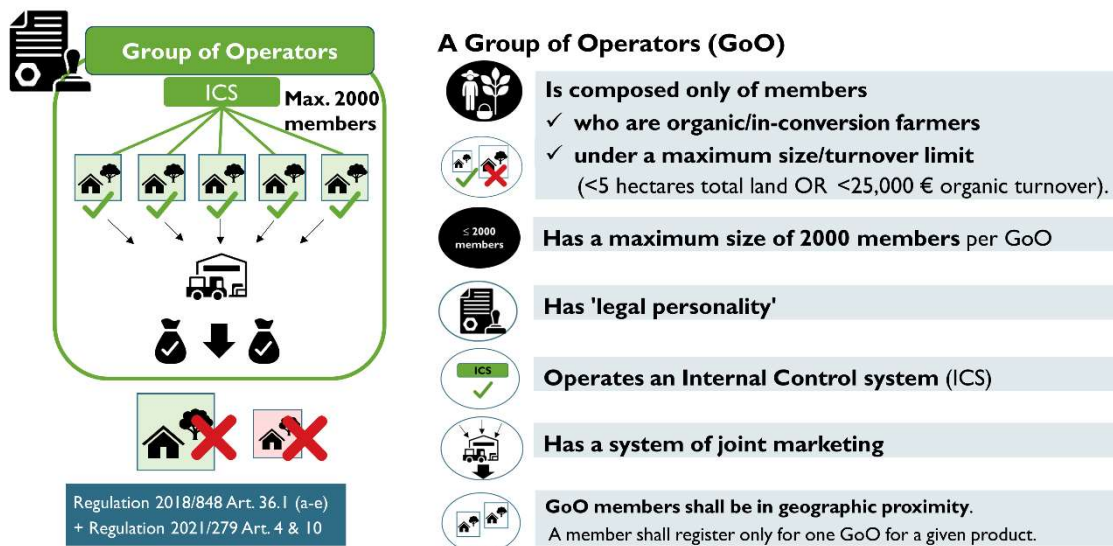 Group of Operators
ICS
Max. 2000
members
Regulation 2018/848 Art. 36.1 (a-e)
+ Regulation 2021/279 Art. 4 & 10
A Group of Operators (GoO)
Is composed only of members
✓ who are organic/in-conversion farmers
✓ under a maximum size/turnover limit
(<5 hectares total land OR <25,000 € organic turnover).
≤ 2000
members
Has a maximum size of 2000 members per GoO
Has 'legal personality'
ICS
Operates an Internal Control system (ICS)
Has a system of joint marketing
GoO members shall be in geographic proximity.
A member shall register only for one GoO for a given product.